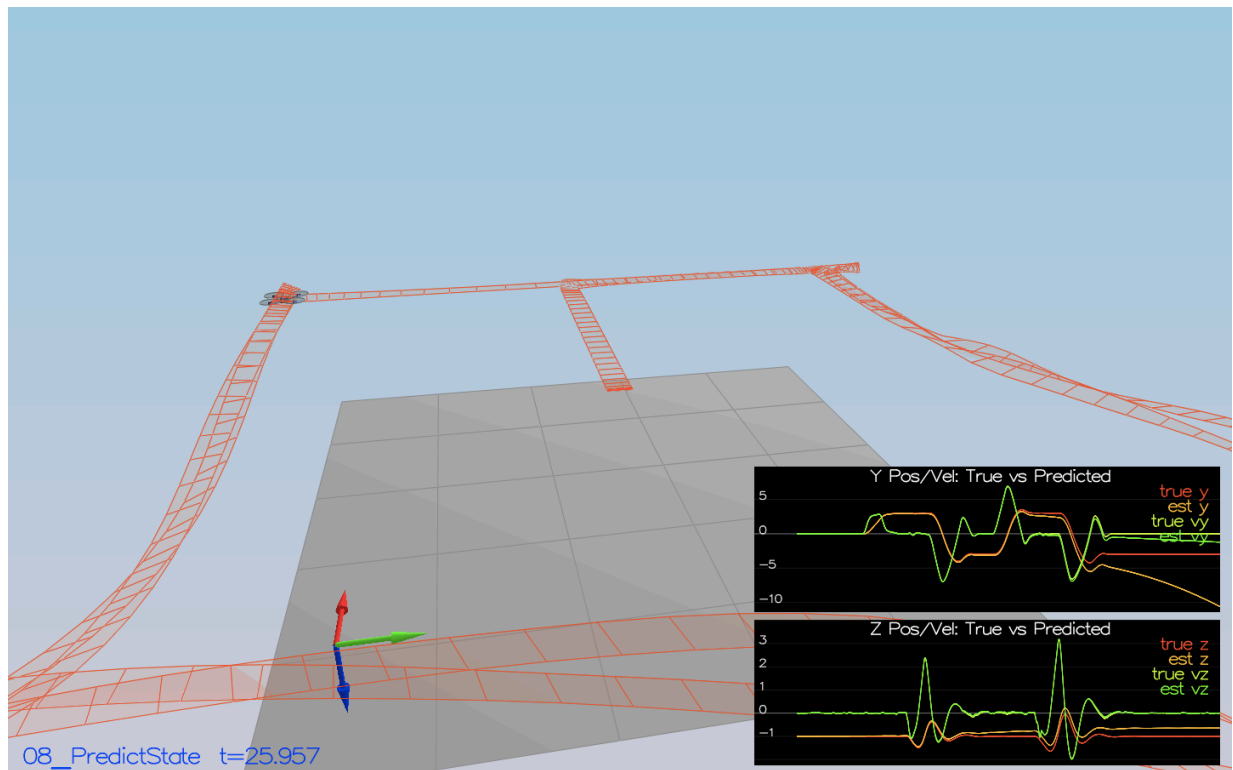 Y Pos/Vel: True vs Predicted
5
true y
est y
0
true vy
est vy
-5
-10
Z Pos/Vel: True vs Predicted
3
true z
2
est z
true vz
1
est vz
0
-1
08_PredictState t=25.957